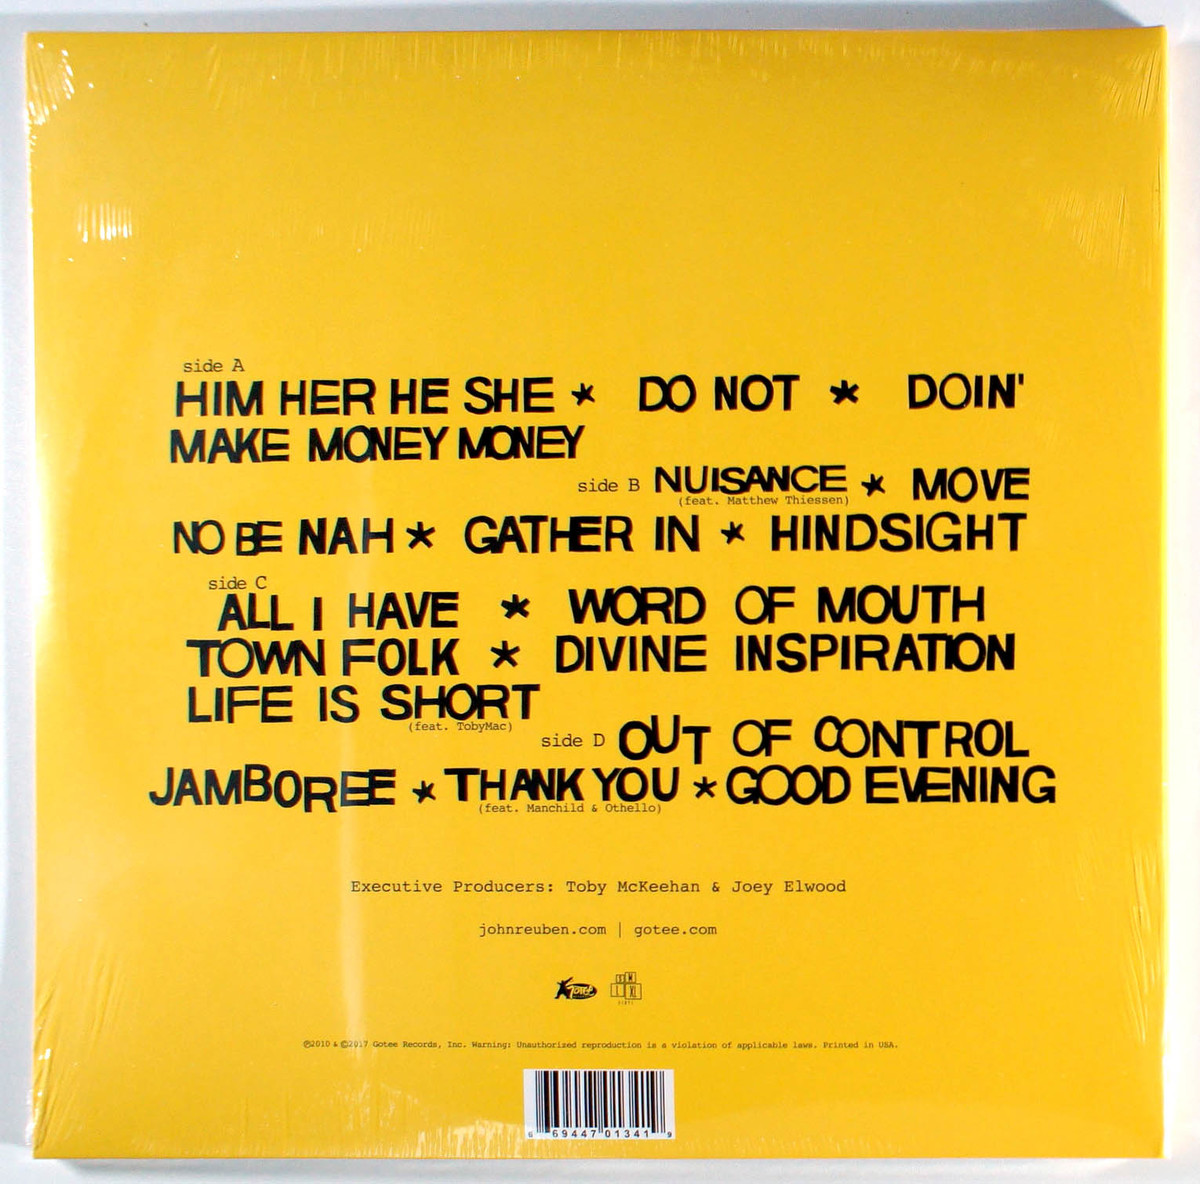 side A
HIM HER HE SHE * DO NOT * DOIN'
MAKE MONEY MONEY
side B NUISANCE * MOVE
(feat. Matthew Thiessen)
NO BE NAH * GATHER IN * HINDSIGHT
side C
ALL I HAVE * WORD OF MOUTH
TOWN FOLK * DIVINE INSPIRATION
LIFE IS SHORT
(feat. TobyMac)
side D OUT OF CONTROL
JAMBOREE * THANK YOU * GOOD EVENING
(feat. Manchild & Othello)
Executive Producers: Toby McKeehan & Joey Elwood
johnreuben.com | gotee.com
GOTEE
S M
L XL
℗2010 & ©2017 Gotee Records, Inc. Warning: Unauthorized reproduction is a violation of applicable laws. Printed in USA.
6 69447 01341 9